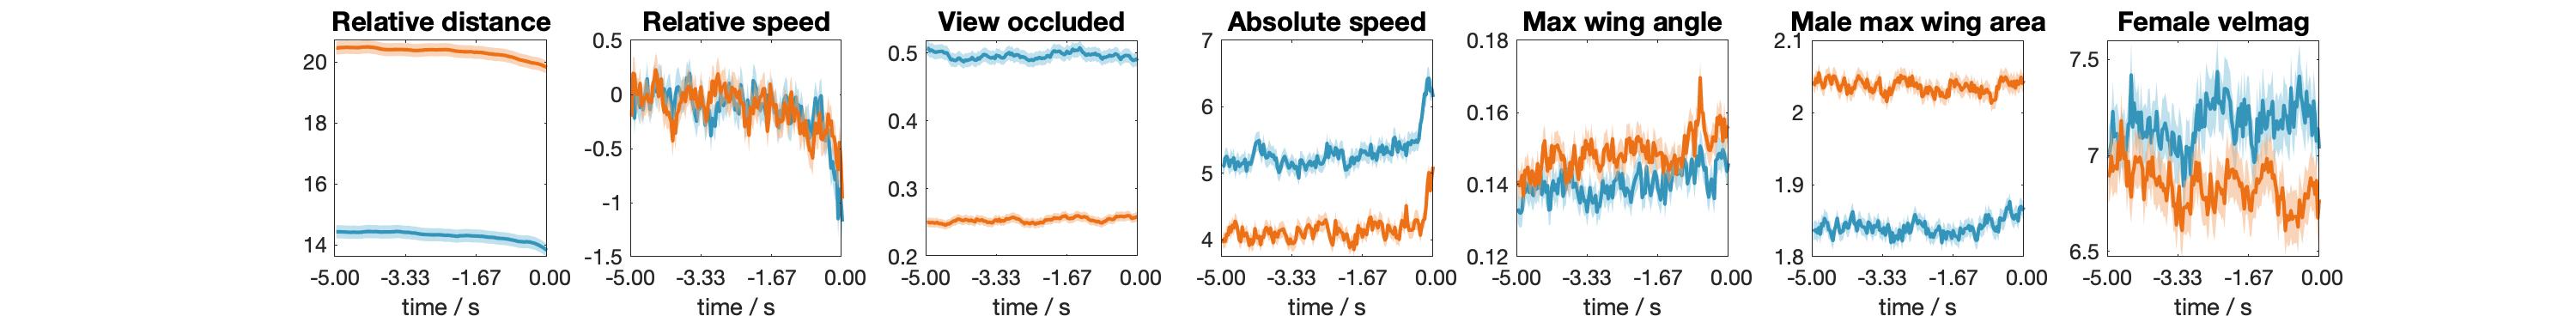 Relative distance
20
18
16
14
-5.00 -3.33 -1.67 0.00
time / s
Relative speed
0.5
0
-0.5
-1
-1.5
-5.00 -3.33 -1.67 0.00
time / s
View occluded
0.5
0.4
0.3
0.2
-5.00 -3.33 -1.67 0.00
time / s
Absolute speed
7
6
5
4
-5.00 -3.33 -1.67 0.00
time / s
Max wing angle
0.18
0.16
0.14
0.12
-5.00 -3.33 -1.67 0.00
time / s
Male max wing area
2.1
2
1.9
1.8
-5.00 -3.33 -1.67 0.00
time / s
Female velmag
7.5
7
6.5
-5.00 -3.33 -1.67 0.00
time / s